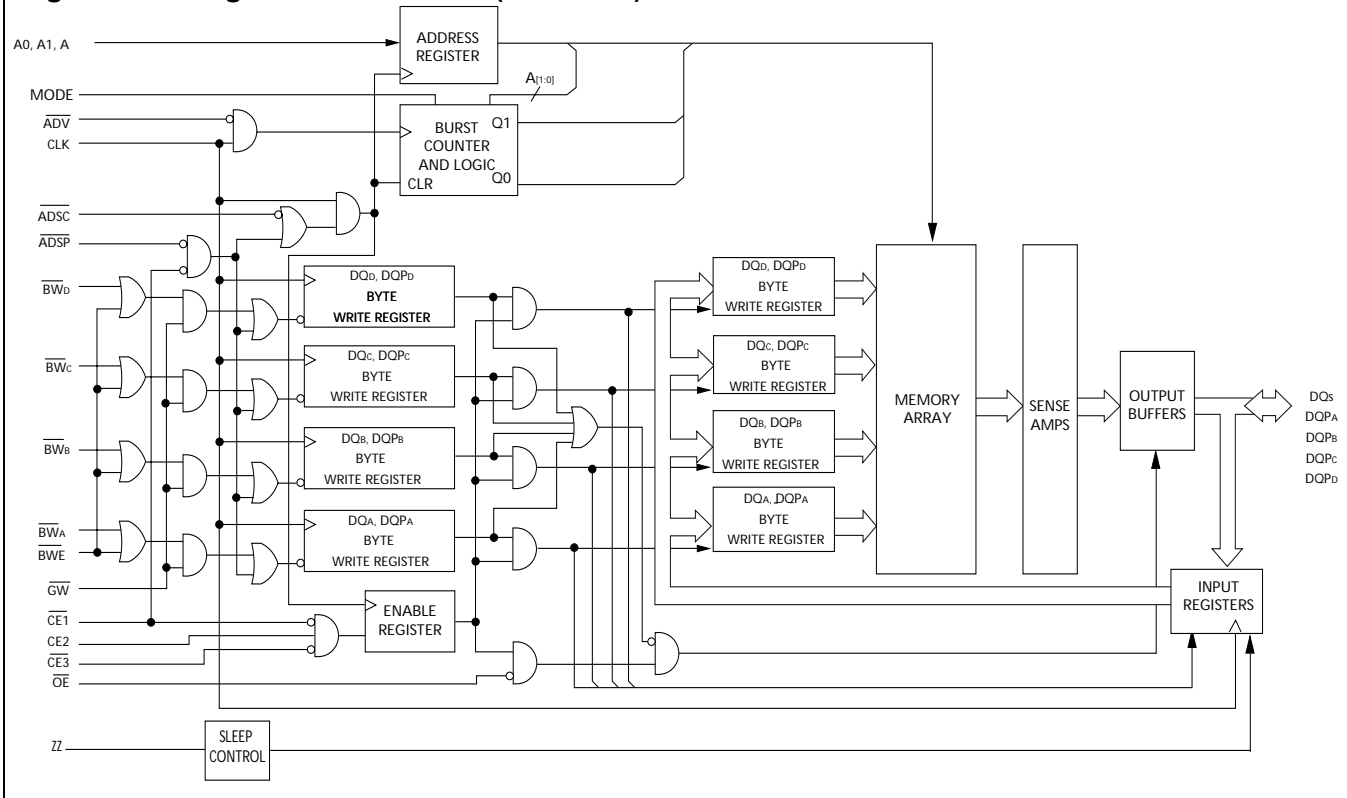 A0, A1, A
ADDRESS
REGISTER
MODE
A[1:0]
ADV
CLK
BURST
COUNTER
AND LOGIC
CLR
Q1
Q0
ADSC
ADSP
BWD
DQD, DQPD
BYTE
WRITE REGISTER
DQD, DQPD
BYTE
WRITE REGISTER
BWC
DQC, DQPC
BYTE
WRITE REGISTER
DQC, DQPC
BYTE
WRITE REGISTER
BWB
DQB, DQPB
BYTE
WRITE REGISTER
DQB, DQPB
BYTE
WRITE REGISTER
BWA
BWE
DQA, DQPA
BYTE
WRITE REGISTER
DQA, DQPA
BYTE
WRITE REGISTER
MEMORY
ARRAY
SENSE
AMPS
OUTPUT
BUFFERS
DQs
DQPA
DQPB
DQPC
DQPD
GW
CE1
CE2
CE3
OE
ENABLE
REGISTER
INPUT
REGISTERS
ZZ
SLEEP
CONTROL